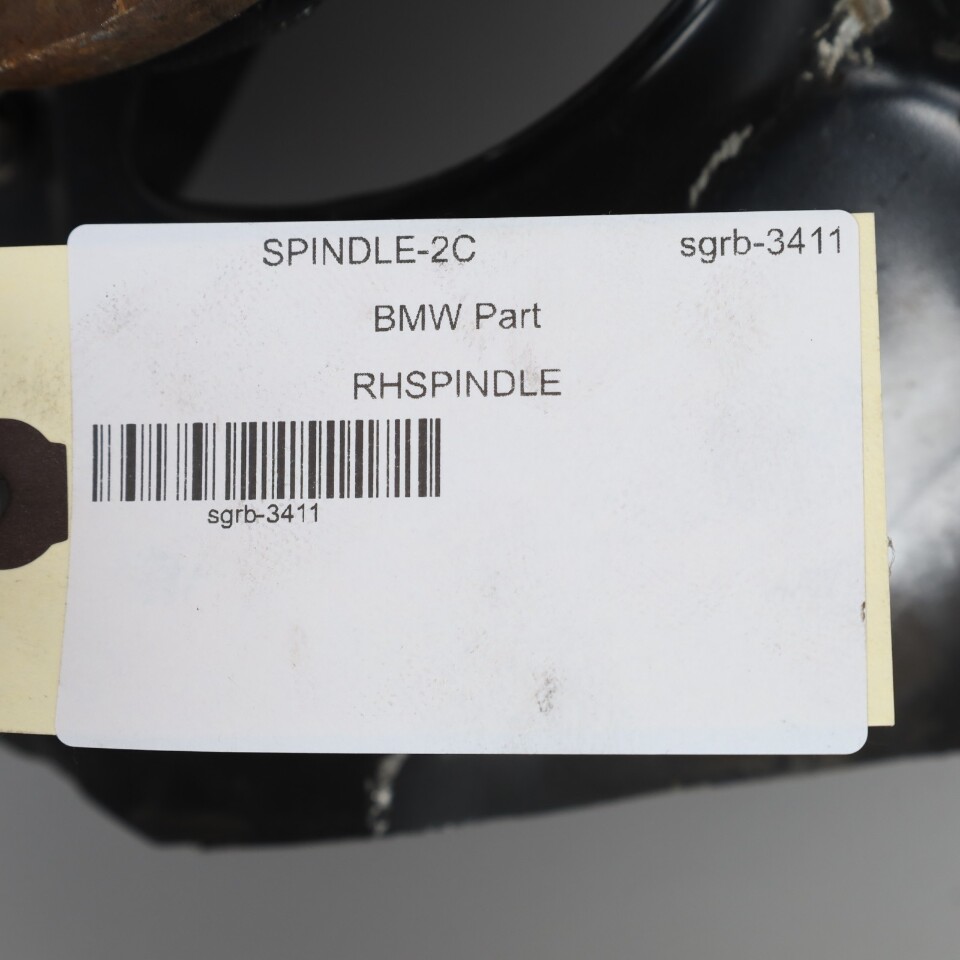 SPINDLE-2C sgrb-3411
BMW Part
RHSPINDLE
sgrb-3411